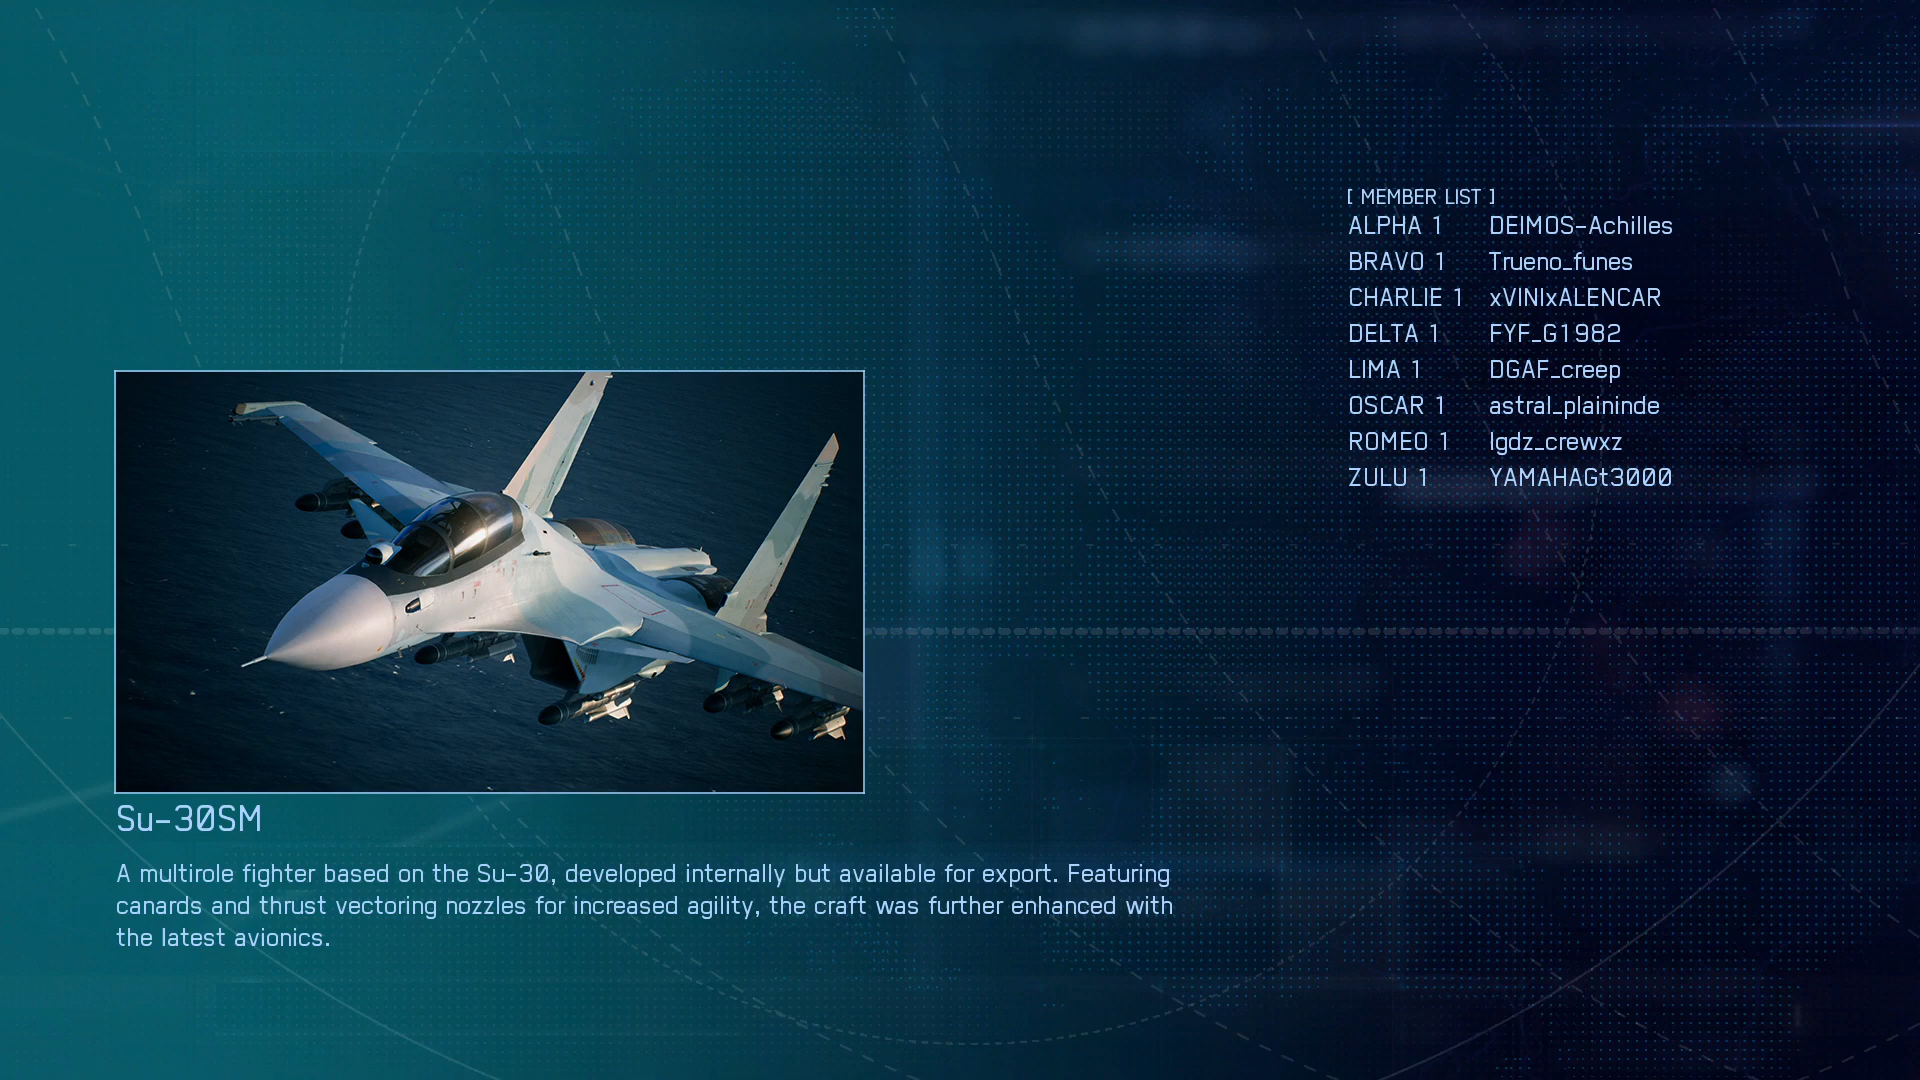 [ MEMBER LIST ]
ALPHA 1 DEIMOS-Achilles
BRAVO 1 Trueno_funes
CHARLIE 1 xVINIxALENCAR
DELTA 1 FYF_G1982
LIMA 1 DGAF_creep
OSCAR 1 astral_plaininde
ROMEO 1 lgdz_crewxz
ZULU 1 YAMAHAGt3000
Su-30SM
A multirole fighter based on the Su-30, developed internally but available for export. Featuring
canards and thrust vectoring nozzles for increased agility, the craft was further enhanced with
the latest avionics.